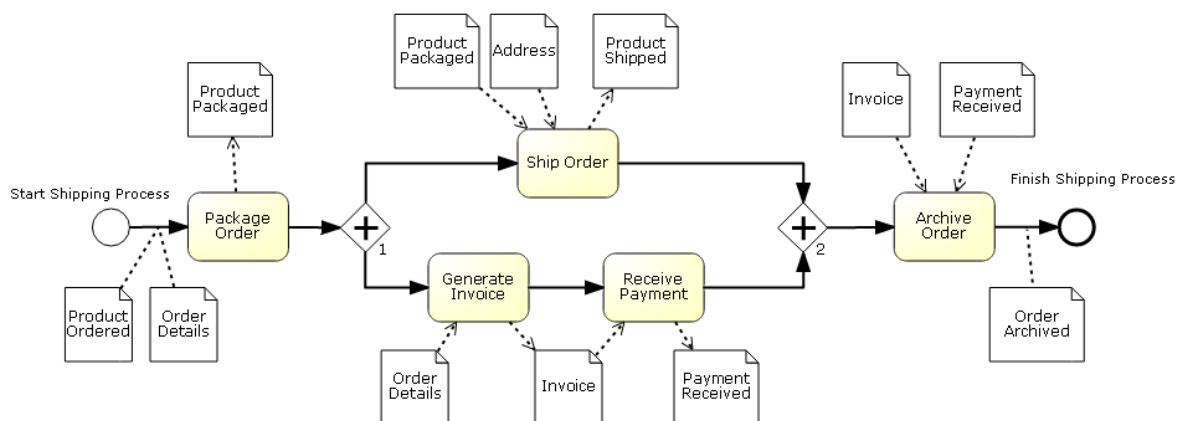 Product
Packaged
Address
Product
Shipped
Product
Packaged
Invoice
Payment
Received
Ship Order
Start Shipping Process
Finish Shipping Process
Package
Order
1
2
Archive
Order
Generate
Invoice
Receive
Payment
Product
Ordered
Order
Details
Order
Archived
Order
Details
Invoice
Payment
Received